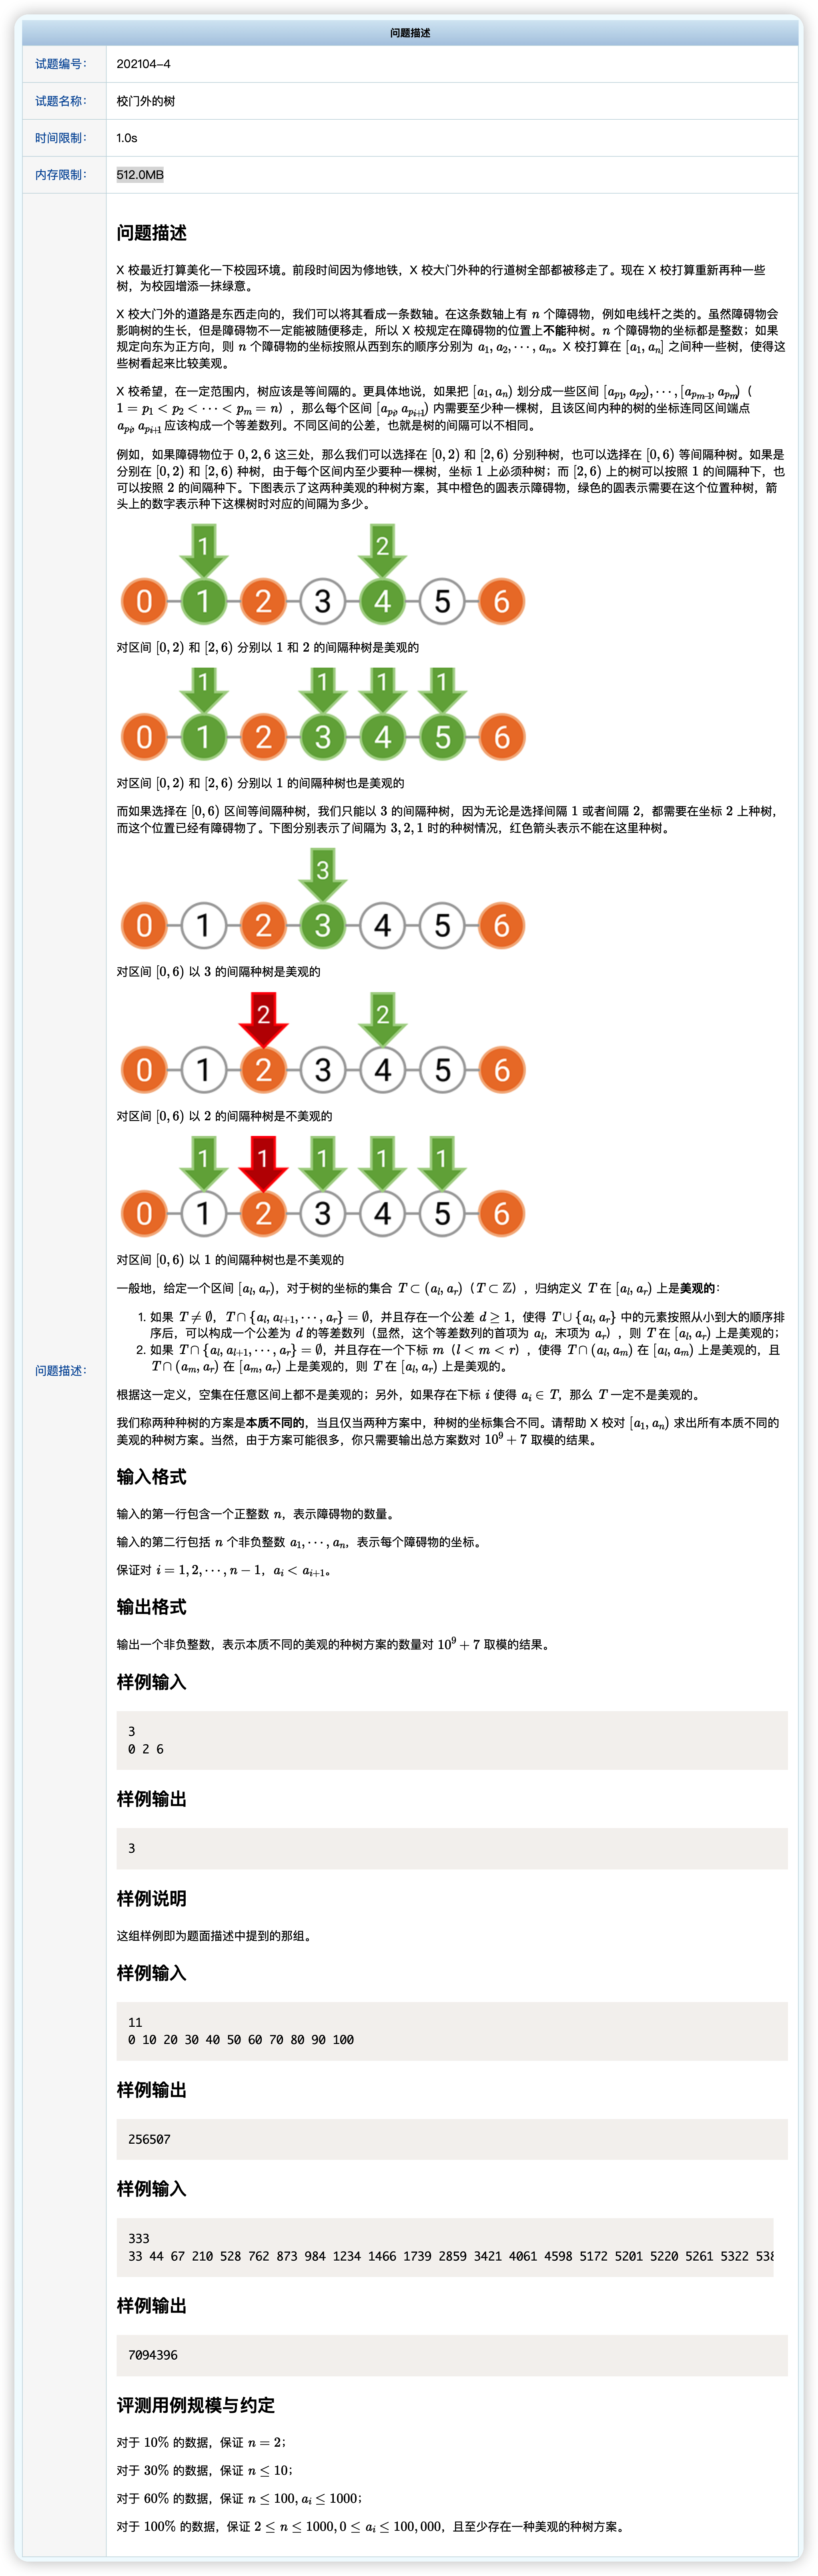 问题描述
试题编号： 202104-4
试题名称： 校门外的树
时间限制： 1.0s
内存限制： 512.0MB
问题描述：
问题描述
X 校最近打算美化一下校园环境。前段时间因为修地铁，X 校大门外种的行道树全部都被移走了。现在 X 校打算重新再种一些
树，为校园增添一抹绿意。
X 校大门外的道路是东西走向的，我们可以将其看成一条数轴。在这条数轴上有 n 个障碍物，例如电线杆之类的。虽然障碍物会
影响树的生长，但是障碍物不一定能被随便移走，所以 X 校规定在障碍物的位置上不能种树。n 个障碍物的坐标都是整数；如果
规定向东为正方向，则 n 个障碍物的坐标按照从西到东的顺序分别为 a₁, a₂, ⋯, aₙ。X 校打算在 [a₁, aₙ] 之间种一些树，使得这
些树看起来比较美观。
X 校希望，在一定范围内，树应该是等间隔的。更具体地说，如果把 [a₁, aₙ) 划分成一些区间 [a_{p₁}, a_{p₂}), ⋯, [a_{p_{m-1}}, a_{p_m})（
1 = p₁ < p₂ < ⋯ < p_m = n），那么每个区间 [a_{p_i}, a_{p_{i+1}}) 内需要至少种一棵树，且该区间内种的树的坐标连同区间端点
a_{p_i}, a_{p_{i+1}} 应该构成一个等差数列。不同区间的公差，也就是树的间隔可以不相同。
例如，如果障碍物位于 0, 2, 6 这三处，那么我们可以选择在 [0, 2) 和 [2, 6) 分别种树，也可以选择在 [0, 6) 等间隔种树。如果是
分别在 [0, 2) 和 [2, 6) 种树，由于每个区间内至少要种一棵树，坐标 1 上必须种树；而 [2, 6) 上的树可以按照 1 的间隔种下，也
可以按照 2 的间隔种下。下图表示了这两种美观的种树方案，其中橙色的圆表示障碍物，绿色的圆表示需要在这个位置种树，箭
头上的数字表示种下这棵树时对应的间隔为多少。
1 2
0 1 2 3 4 5 6
对区间 [0, 2) 和 [2, 6) 分别以 1 和 2 的间隔种树是美观的
1 1 1 1
0 1 2 3 4 5 6
对区间 [0, 2) 和 [2, 6) 分别以 1 的间隔种树也是美观的
而如果选择在 [0, 6) 区间等间隔种树，我们只能以 3 的间隔种树，因为无论是选择间隔 1 或者间隔 2，都需要在坐标 2 上种树，
而这个位置已经有障碍物了。下图分别表示了间隔为 3, 2, 1 时的种树情况，红色箭头表示不能在这里种树。
3
0 1 2 3 4 5 6
对区间 [0, 6) 以 3 的间隔种树是美观的
2 2
0 1 2 3 4 5 6
对区间 [0, 6) 以 2 的间隔种树是不美观的
1 1 1 1 1
0 1 2 3 4 5 6
对区间 [0, 6) 以 1 的间隔种树也是不美观的
一般地，给定一个区间 [a_l, a_r)，对于树的坐标的集合 T ⊂ (a_l, a_r)（T ⊂ ℤ），归纳定义 T 在 [a_l, a_r) 上是美观的：
1. 如果 T ≠ ∅，T ∩ {a_l, a_{l+1}, ⋯, a_r} = ∅，并且存在一个公差 d ≥ 1，使得 T ∪ {a_l, a_r} 中的元素按照从小到大的顺序排
序后，可以构成一个公差为 d 的等差数列（显然，这个等差数列的首项为 a_l，末项为 a_r），则 T 在 [a_l, a_r) 上是美观的；
2. 如果 T ∩ {a_l, a_{l+1}, ⋯, a_r} = ∅，并且存在一个下标 m（l < m < r），使得 T ∩ (a_l, a_m) 在 [a_l, a_m) 上是美观的，且
T ∩ (a_m, a_r) 在 [a_m, a_r) 上是美观的，则 T 在 [a_l, a_r) 上是美观的。
根据这一定义，空集在任意区间上都不是美观的；另外，如果存在下标 i 使得 a_i ∈ T，那么 T 一定不是美观的。
我们称两种种树的方案是本质不同的，当且仅当两种方案中，种树的坐标集合不同。请帮助 X 校对 [a₁, aₙ) 求出所有本质不同的
美观的种树方案。当然，由于方案可能很多，你只需要输出总方案数对 10⁹ + 7 取模的结果。
输入格式
输入的第一行包含一个正整数 n，表示障碍物的数量。
输入的第二行包括 n 个非负整数 a₁, ⋯, aₙ，表示每个障碍物的坐标。
保证对 i = 1, 2, ⋯, n − 1，a_i < a_{i+1}。
输出格式
输出一个非负整数，表示本质不同的美观的种树方案的数量对 10⁹ + 7 取模的结果。
样例输入
3
0 2 6
样例输出
3
样例说明
这组样例即为题面描述中提到的那组。
样例输入
11
0 10 20 30 40 50 60 70 80 90 100
样例输出
256507
样例输入
333
33 44 67 210 528 762 873 984 1234 1466 1739 2859 3421 4061 4598 5172 5201 5220 5261 5322 538
样例输出
7094396
评测用例规模与约定
对于 10% 的数据，保证 n = 2；
对于 30% 的数据，保证 n ≤ 10；
对于 60% 的数据，保证 n ≤ 100, a_i ≤ 1000；
对于 100% 的数据，保证 2 ≤ n ≤ 1000, 0 ≤ a_i ≤ 100,000，且至少存在一种美观的种树方案。